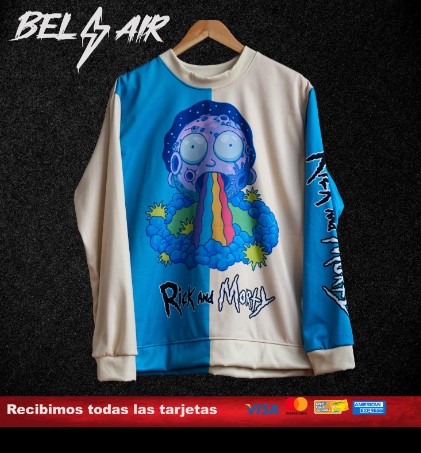 BEL AIR
RICK AND MORTY
RICK AND MORTY
Recibimos todas las tarjetas
VISA
AMERICAN EXPRESS